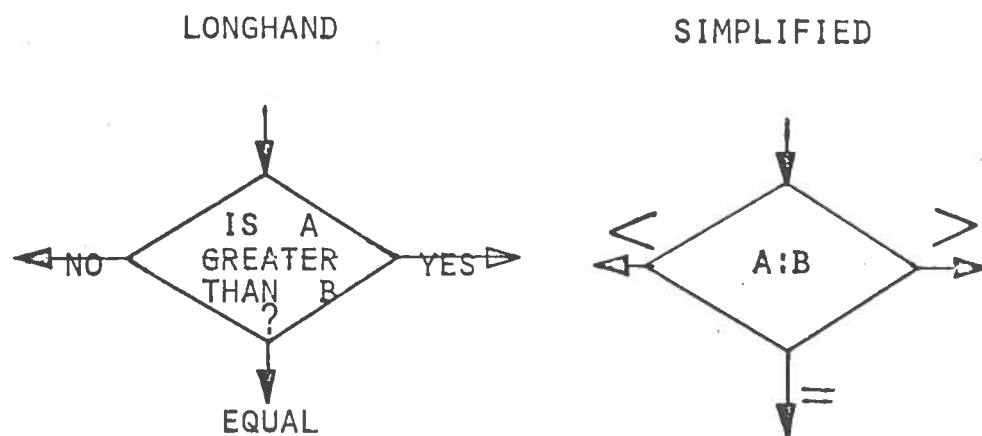 LONGHAND
IS A
GREATER
THAN B
?
NO
YES
EQUAL
SIMPLIFIED
<
>
A:B
=